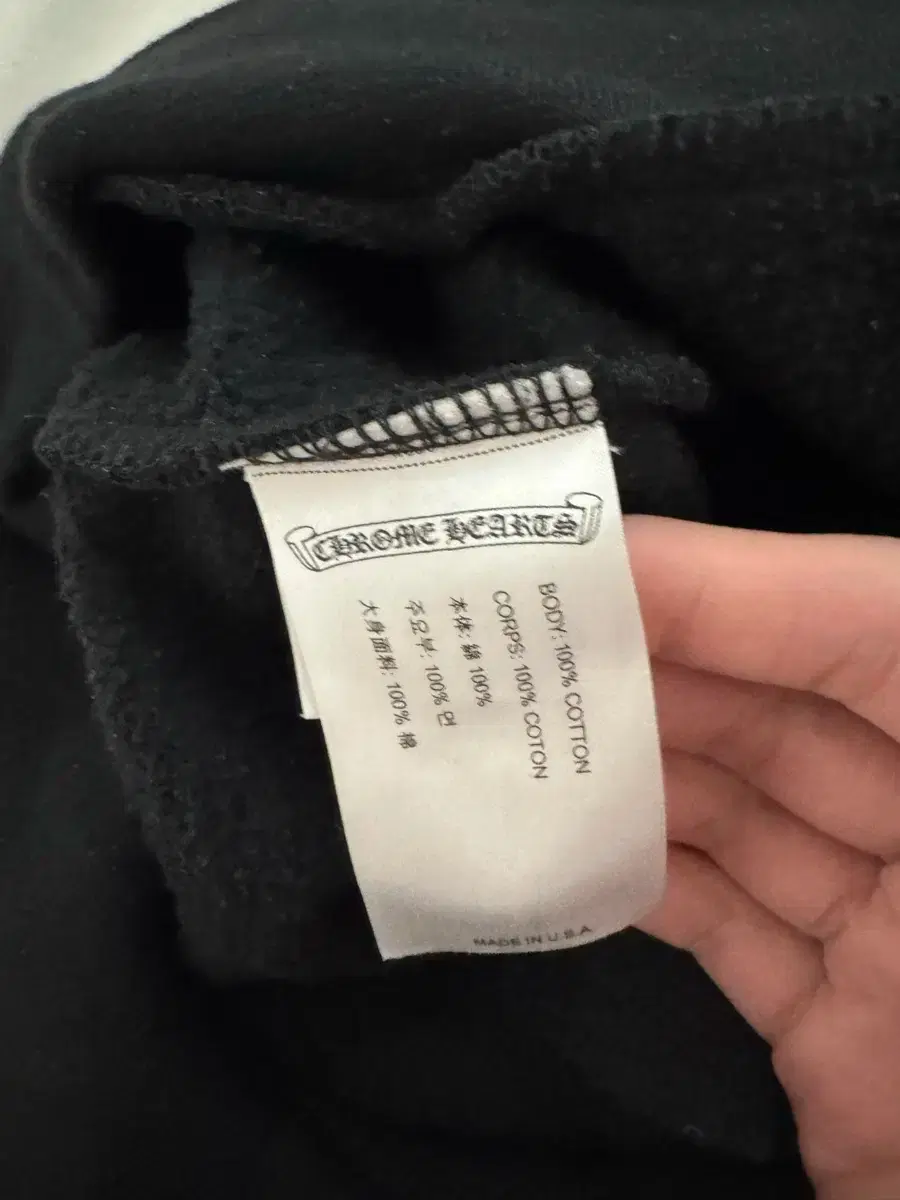 CHROME HEARTS
BODY: 100% COTTON
CORPS: 100% COTON
本体: 綿 100%
주요부: 100% 면
大身面料: 100% 棉
MADE IN U.S.A